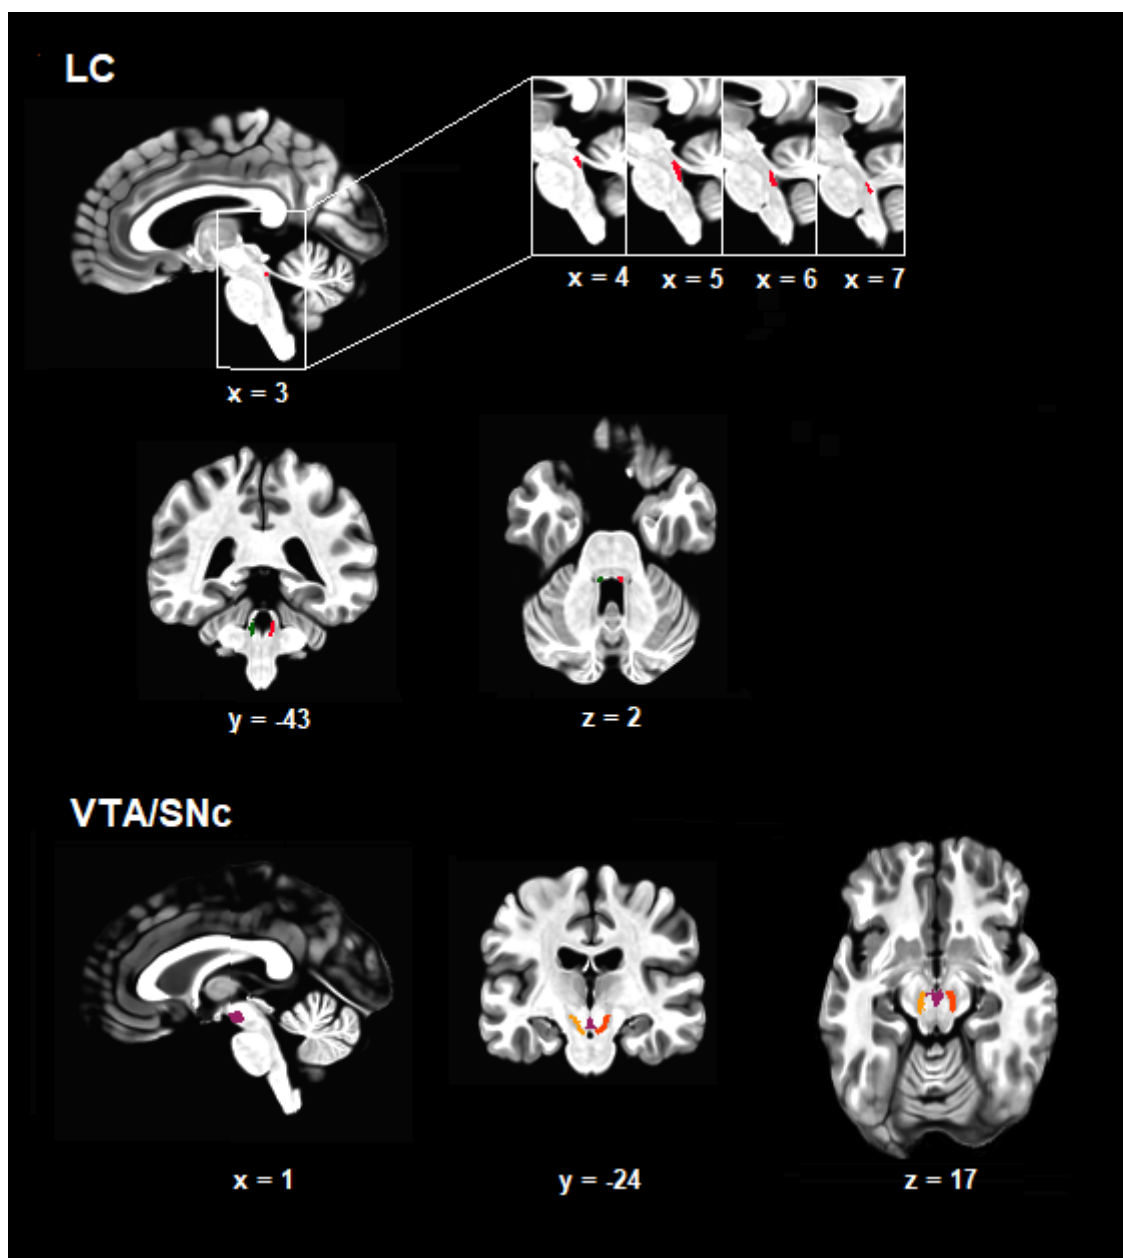 LC
x = 4 x = 5 x = 6 x = 7
x = 3
y = -43 z = 2
VTA/SNc
x = 1 y = -24 z = 17